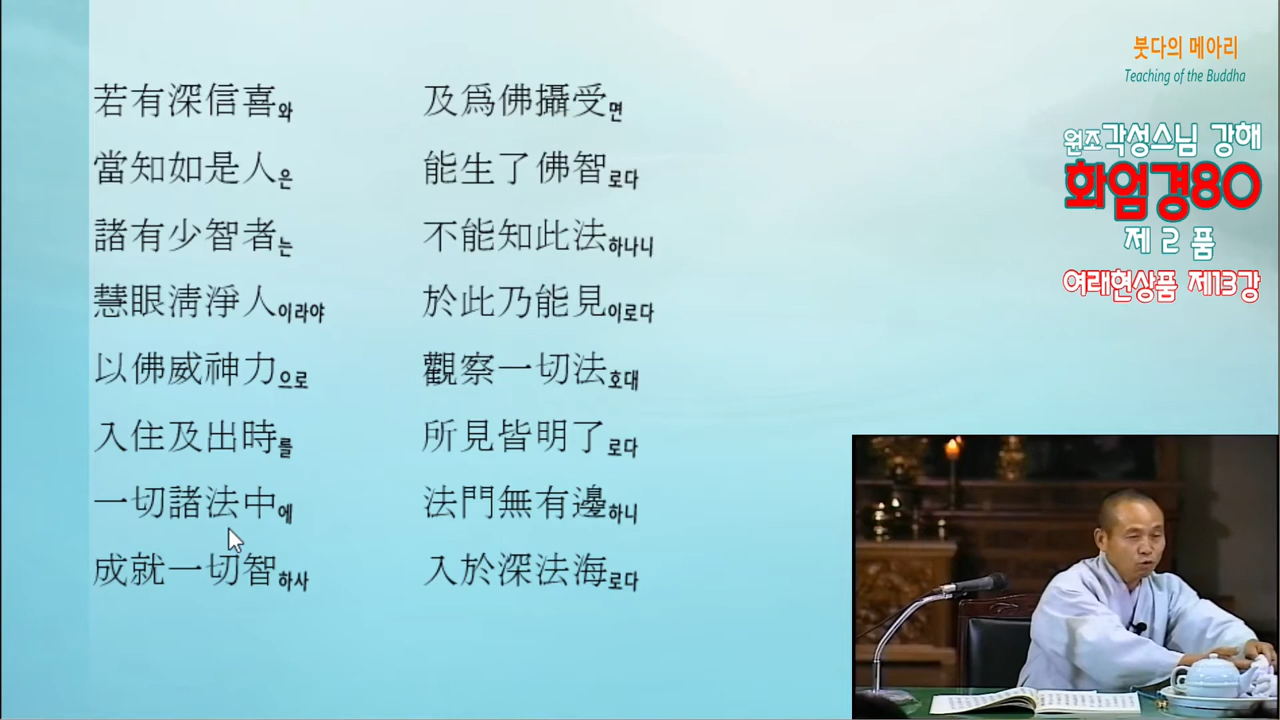 若有深信喜와 及爲佛攝受면
當知如是人은 能生了佛智로다
諸有少智者는 不能知此法하나니
慧眼淸淨人이라야 於此乃能見이로다
以佛威神力으로 觀察一切法호대
入住及出時를 所見皆明了로다
一切諸法中에 法門無有邊하니
成就一切智하사 入於深法海로다
붓다의 메아리
Teaching of the Buddha
원조각성스님 강해
화엄경80
제 2 품
여래현상품 제13강